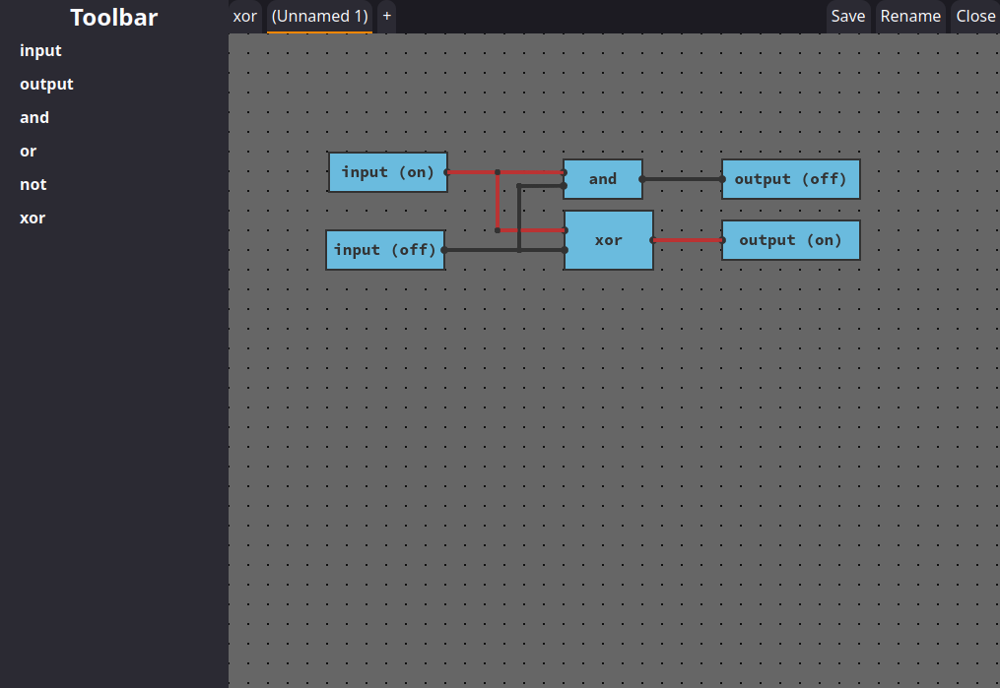 Toolbar
input
output
and
or
not
xor
xor (Unnamed 1) + Save Rename Close
input (on) and output (off)
input (off) xor output (on)